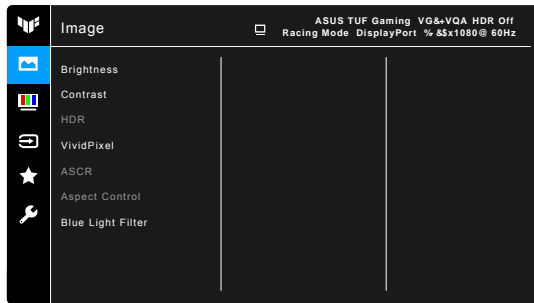 Image
ASUS TUF Gaming VG&+VQA HDR Off
Racing Mode DisplayPort % &$x1080@ 60Hz
Brightness
Contrast
HDR
VividPixel
ASCR
Aspect Control
Blue Light Filter